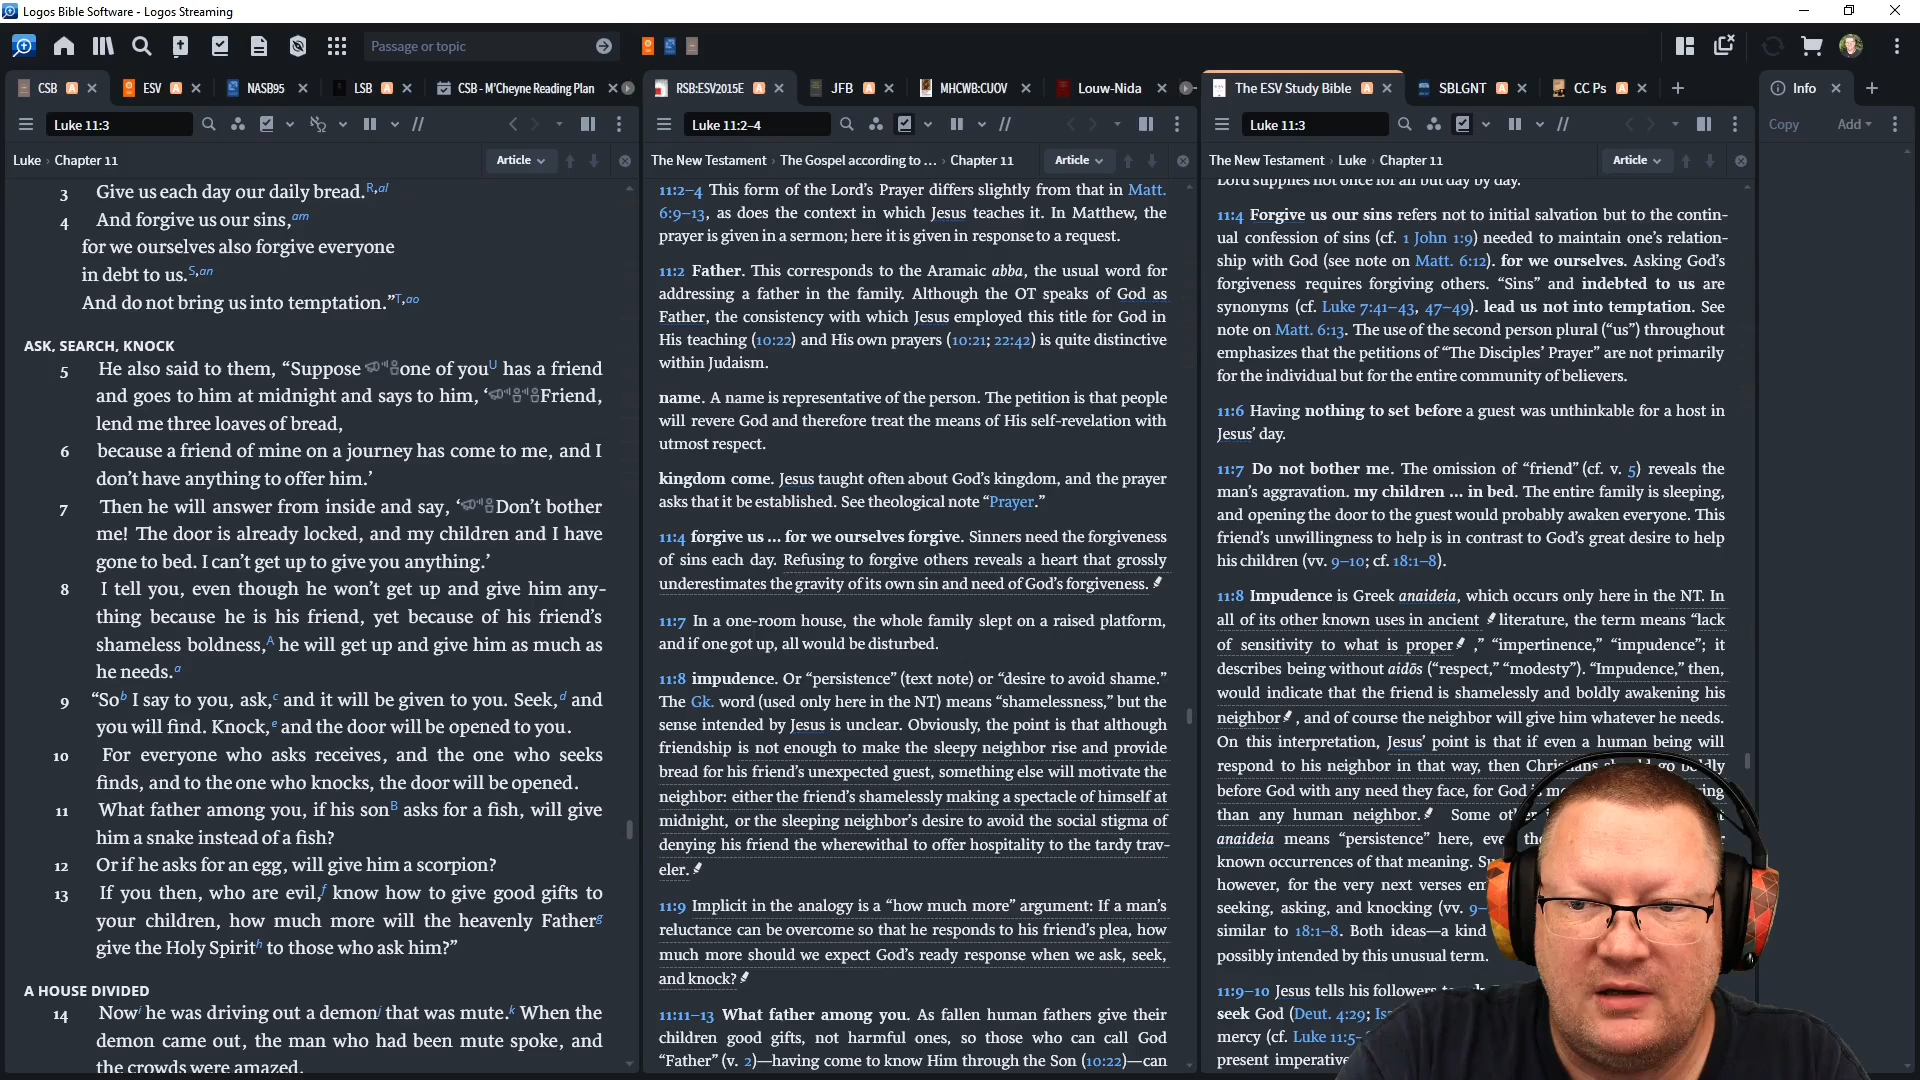 Logos Bible Software - Logos Streaming
Passage or topic
CSB A
ESV A
NASB95
LSB A
CSB - M'Cheyne Reading Plan
RSB:ESV2015E A
JFB A
MHCWB:CUOV
Louw-Nida
The ESV Study Bible A
SBLGNT A
CC Ps A
Info
Luke 11:3
Luke 11:2–4
Luke 11:3
Copy Add
Luke › Chapter 11 Article
3 Give us each day our daily bread.R,al
4 And forgive us our sins,am
for we ourselves also forgive everyone
in debt to us.S,an
And do not bring us into temptation.”T,ao
ASK, SEARCH, KNOCK
5 He also said to them, “Suppose one of youU has a friend
and goes to him at midnight and says to him, ‘Friend,
lend me three loaves of bread,
6 because a friend of mine on a journey has come to me, and I
don’t have anything to offer him.’
7 Then he will answer from inside and say, ‘Don’t bother
me! The door is already locked, and my children and I have
gone to bed. I can’t get up to give you anything.’
8 I tell you, even though he won’t get up and give him any-
thing because he is his friend, yet because of his friend’s
shameless boldness,A he will get up and give him as much as
he needs.a
9 “Sob I say to you, ask,c and it will be given to you. Seek,d and
you will find. Knock,e and the door will be opened to you.
10 For everyone who asks receives, and the one who seeks
finds, and to the one who knocks, the door will be opened.
11 What father among you, if his sonB asks for a fish, will give
him a snake instead of a fish?
12 Or if he asks for an egg, will give him a scorpion?
13 If you then, who are evil,f know how to give good gifts to
your children, how much more will the heavenly Fatherg
give the Holy Spirith to those who ask him?”
A HOUSE DIVIDED
14 Nowi he was driving out a demonj that was mute.k When the
demon came out, the man who had been mute spoke, and
the crowds were amazed.
The New Testament › The Gospel according to ... › Chapter 11 Article
11:2–4 This form of the Lord’s Prayer differs slightly from that in Matt.
6:9–13, as does the context in which Jesus teaches it. In Matthew, the
prayer is given in a sermon; here it is given in response to a request.
11:2 Father. This corresponds to the Aramaic abba, the usual word for
addressing a father in the family. Although the OT speaks of God as
Father, the consistency with which Jesus employed this title for God in
His teaching (10:22) and His own prayers (10:21; 22:42) is quite distinctive
within Judaism.
name. A name is representative of the person. The petition is that people
will revere God and therefore treat the means of His self-revelation with
utmost respect.
kingdom come. Jesus taught often about God’s kingdom, and the prayer
asks that it be established. See theological note “Prayer.”
11:4 forgive us ... for we ourselves forgive. Sinners need the forgiveness
of sins each day. Refusing to forgive others reveals a heart that grossly
underestimates the gravity of its own sin and need of God’s forgiveness.
11:7 In a one-room house, the whole family slept on a raised platform,
and if one got up, all would be disturbed.
11:8 impudence. Or “persistence” (text note) or “desire to avoid shame.”
The Gk. word (used only here in the NT) means “shamelessness,” but the
sense intended by Jesus is unclear. Obviously, the point is that although
friendship is not enough to make the sleepy neighbor rise and provide
bread for his friend’s unexpected guest, something else will motivate the
neighbor: either the friend’s shamelessly making a spectacle of himself at
midnight, or the sleeping neighbor’s desire to avoid the social stigma of
denying his friend the wherewithal to offer hospitality to the tardy trav-
eler.
11:9 Implicit in the analogy is a “how much more” argument: If a man’s
reluctance can be overcome so that he responds to his friend’s plea, how
much more should we expect God’s ready response when we ask, seek,
and knock?
11:11–13 What father among you. As fallen human fathers give their
children good gifts, not harmful ones, so those who can call God
“Father” (v. 2)—having come to know Him through the Son (10:22)—can
The New Testament › Luke › Chapter 11 Article
Lord supplies not once for all but day by day.
11:4 Forgive us our sins refers not to initial salvation but to the contin-
ual confession of sins (cf. 1 John 1:9) needed to maintain one’s relation-
ship with God (see note on Matt. 6:12). for we ourselves. Asking God’s
forgiveness requires forgiving others. “Sins” and indebted to us are
synonyms (cf. Luke 7:41–43, 47–49). lead us not into temptation. See
note on Matt. 6:13. The use of the second person plural (“us”) throughout
emphasizes that the petitions of “The Disciples’ Prayer” are not primarily
for the individual but for the entire community of believers.
11:6 Having nothing to set before a guest was unthinkable for a host in
Jesus’ day.
11:7 Do not bother me. The omission of “friend” (cf. v. 5) reveals the
man’s aggravation. my children ... in bed. The entire family is sleeping,
and opening the door to the guest would probably awaken everyone. This
friend’s unwillingness to help is in contrast to God’s great desire to help
his children (vv. 9–10; cf. 18:1–8).
11:8 Impudence is Greek anaideia, which occurs only here in the NT. In
all of its other known uses in ancient literature, the term means “lack
of sensitivity to what is proper,” “impertinence,” “impudence”; it
describes being without aidōs (“respect,” “modesty”). “Impudence,” then,
would indicate that the friend is shamelessly and boldly awakening his
neighbor, and of course the neighbor will give him whatever he needs.
On this interpretation, Jesus’ point is that if even a human being will
respond to his neighbor in that way, then Christians should go boldly
before God with any need they face, for God is
than any human neighbor. Some
anaideia means “persistence” here,
known occurrences of that meaning.
however, for the very next verses
seeking, asking, and knocking (vv. 9–
similar to 18:1–8. Both ideas—a kind
possibly intended by this unusual term.
11:9–10 Jesus tells his followers
seek God (Deut. 4:29;
mercy (cf. Luke 11:5–
present imperative